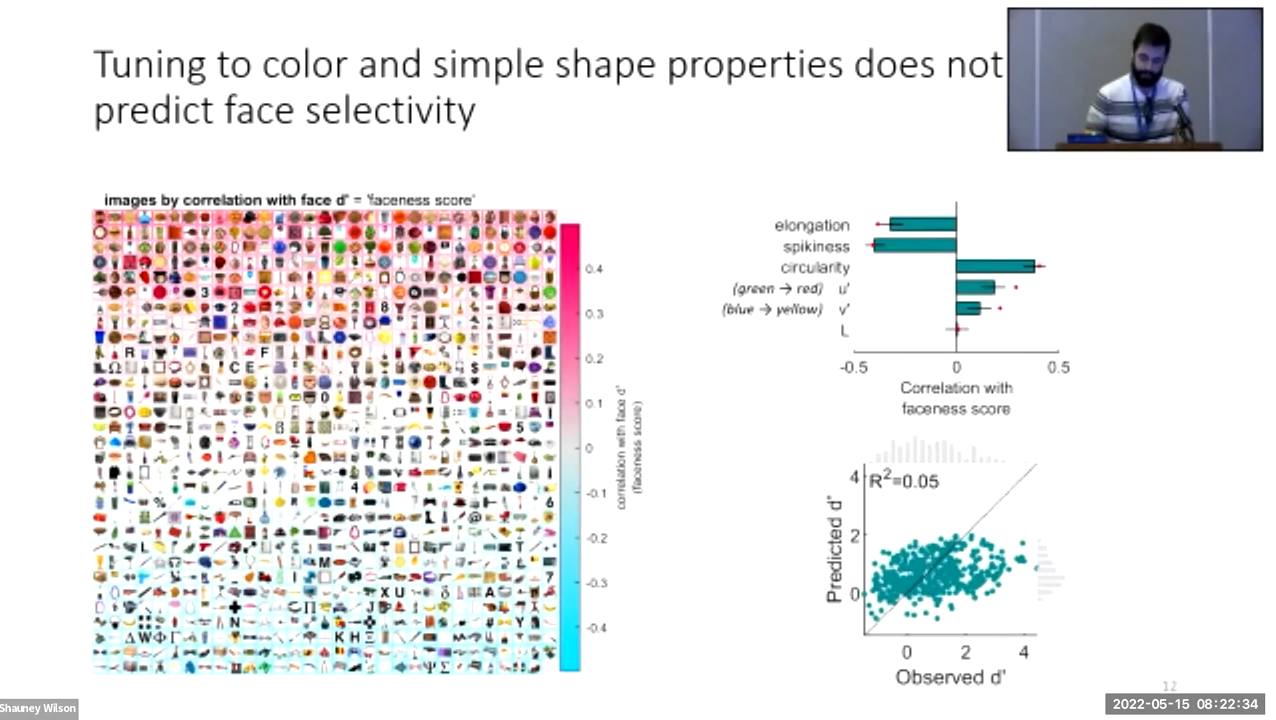 Tuning to color and simple shape properties does not
predict face selectivity
images by correlation with face d' = 'faceness score'
0.4
0.3
0.2
0.1
0
-0.1
-0.2
-0.3
-0.4
correlation with face d'
(faceness score)
elongation
spikiness
circularity
(green → red) u'
(blue → yellow) v'
L
-0.5 0 0.5
Correlation with
faceness score
R²=0.05
4
2
0
Predicted d'
0 2 4
Observed d'
12
Shauney Wilson
2022-05-15 08:22:34